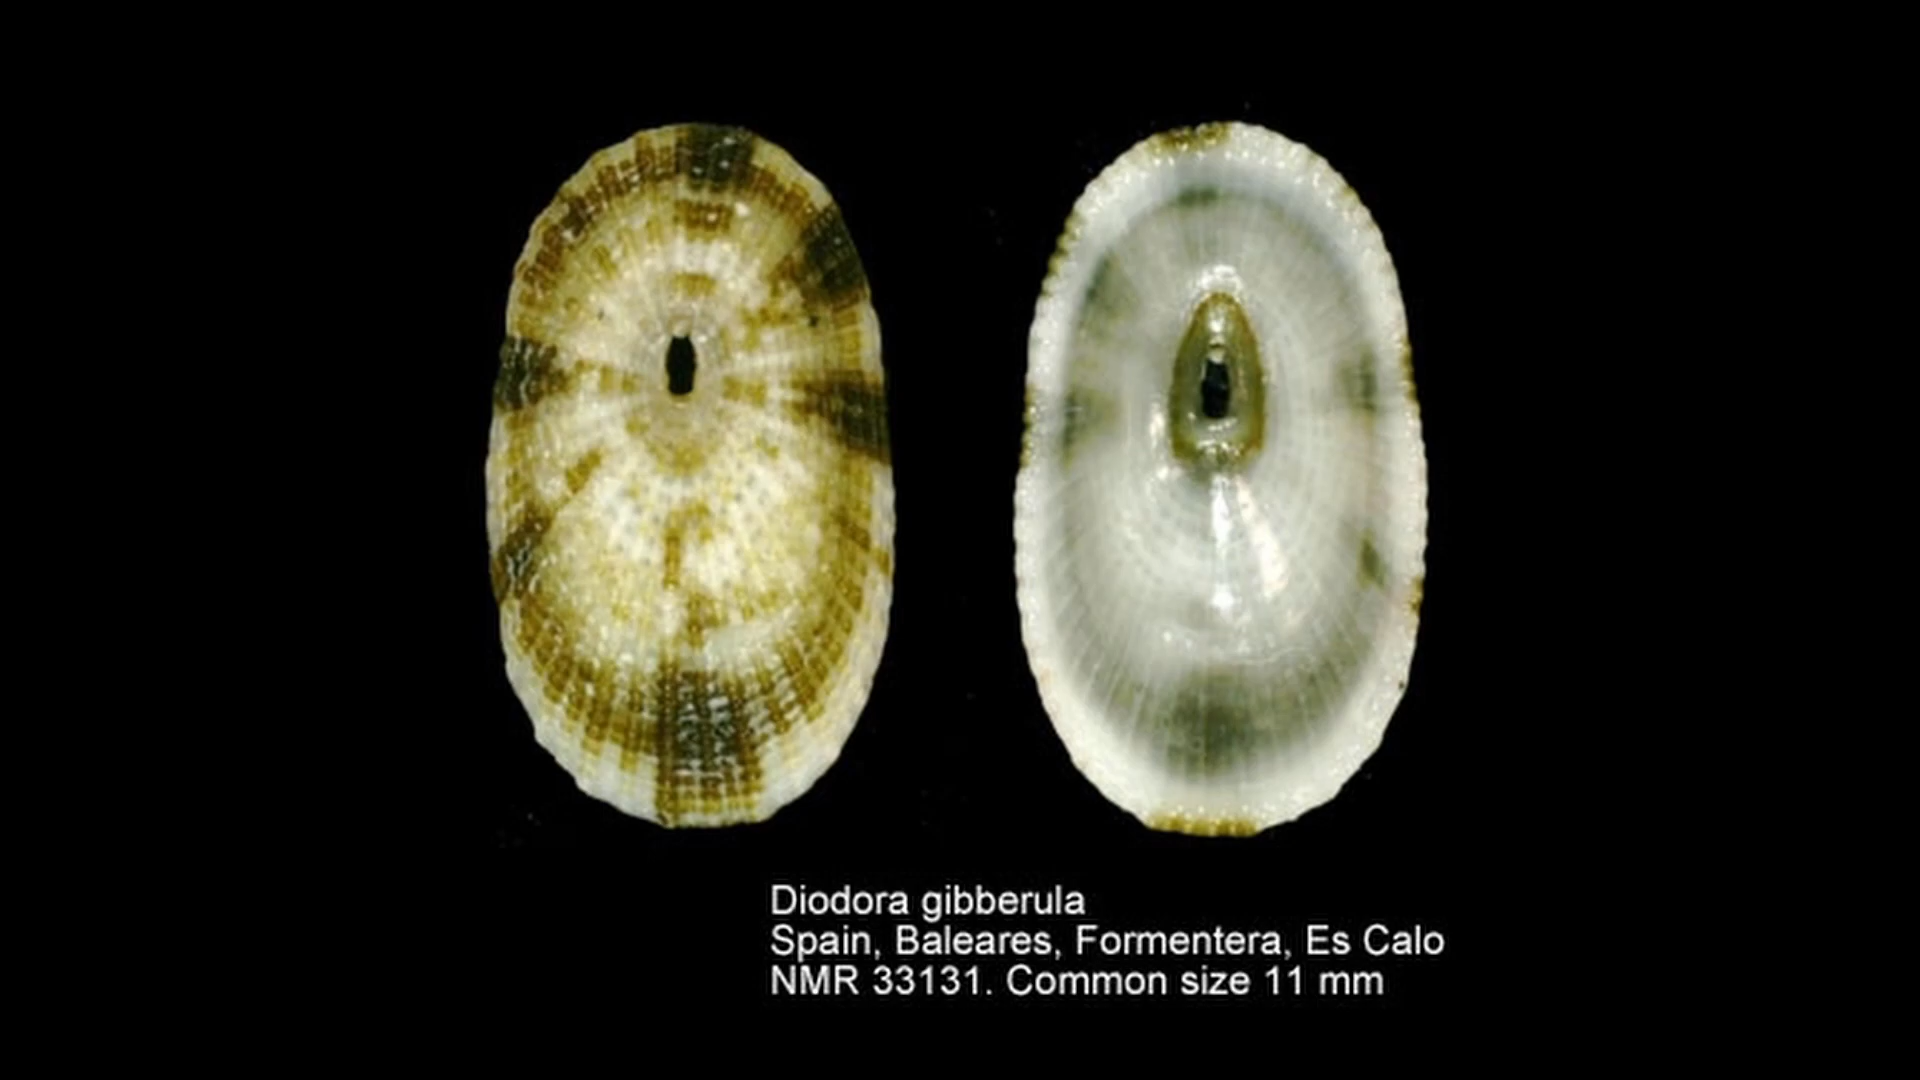 Diodora gibberula
Spain, Baleares, Formentera, Es Calo
NMR 33131. Common size 11 mm